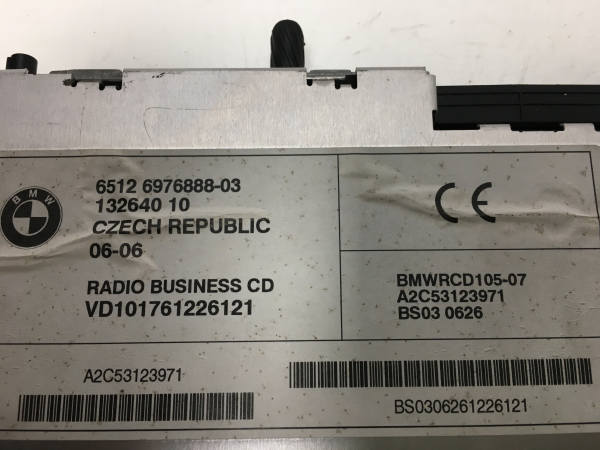 BMW
6512 6976888-03
132640 10
CZECH REPUBLIC
06-06
RADIO BUSINESS CD
VD101761226121
CE
BMWRCD105-07
A2C53123971
BS03 0626
A2C53123971
BS0306261226121